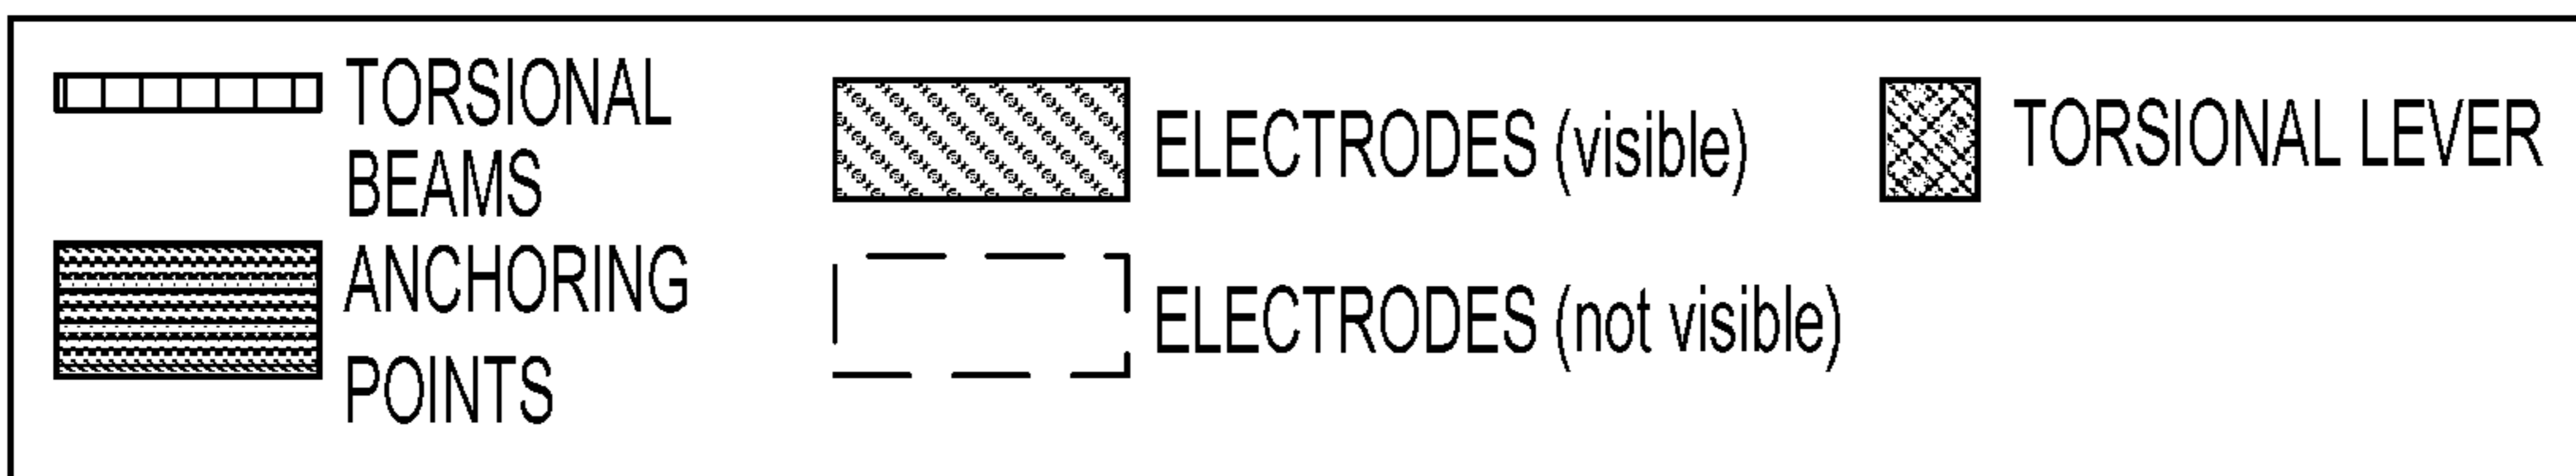 TORSIONAL
BEAMS
ANCHORING
POINTS
ELECTRODES (visible)
ELECTRODES (not visible)
TORSIONAL LEVER